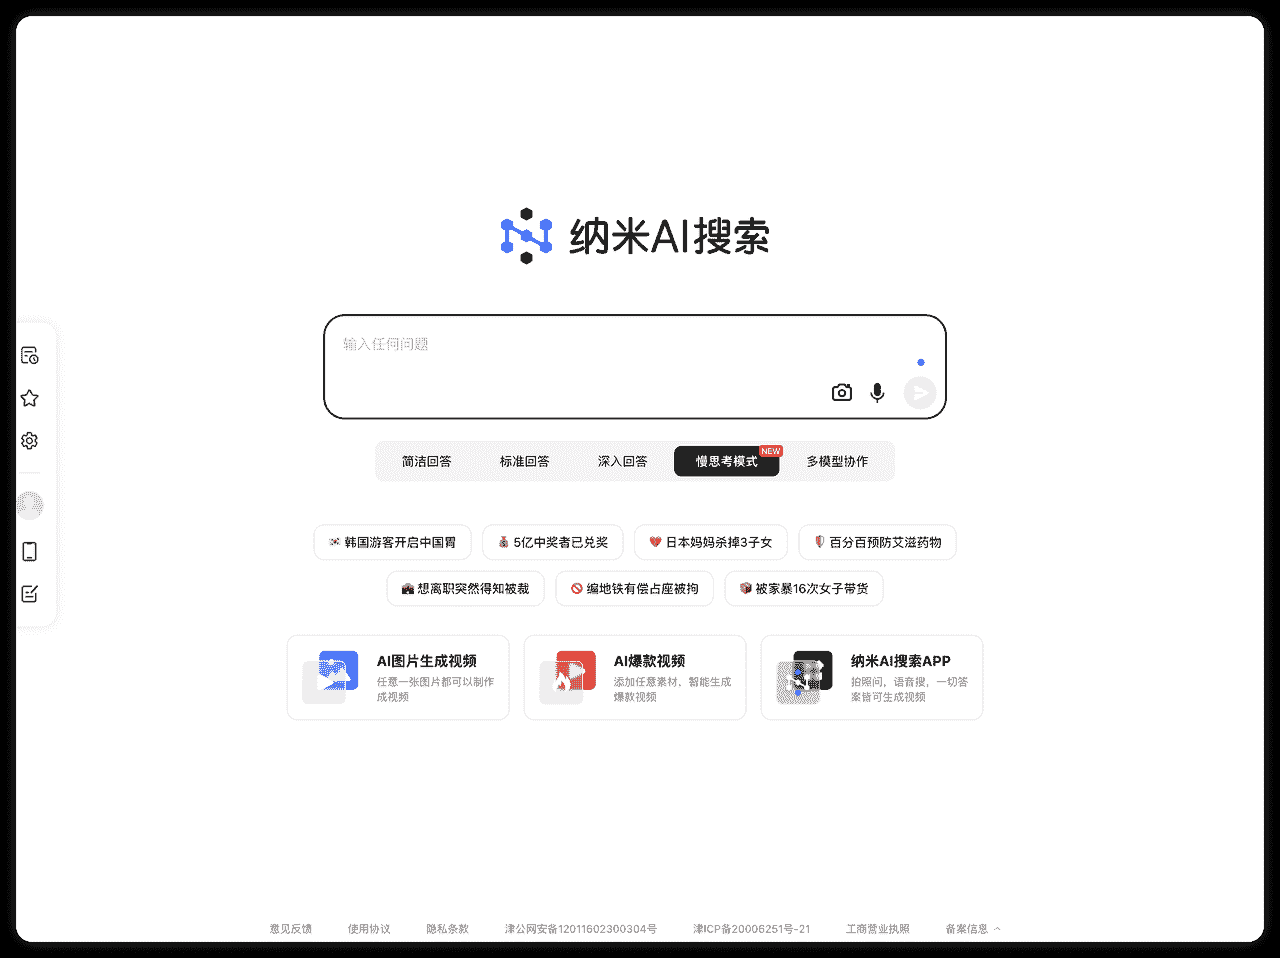 纳米AI搜索
输入任何问题
简洁回答
标准回答
深入回答
慢思考模式
NEW
多模型协作
韩国游客开启中国胃
5亿中奖者已兑奖
日本妈妈杀掉3子女
百分百预防艾滋药物
想离职突然得知被裁
编地铁有偿占座被拘
被家暴16次女子带货
AI图片生成视频
任意一张图片都可以制作
成视频
AI爆款视频
添加任意素材，智能生成
爆款视频
纳米AI搜索APP
拍照问，语音搜，一切答
案皆可生成视频
意见反馈
使用协议
隐私条款
津公网安备12011602300304号
津ICP备20006251号-21
工商营业执照
备案信息